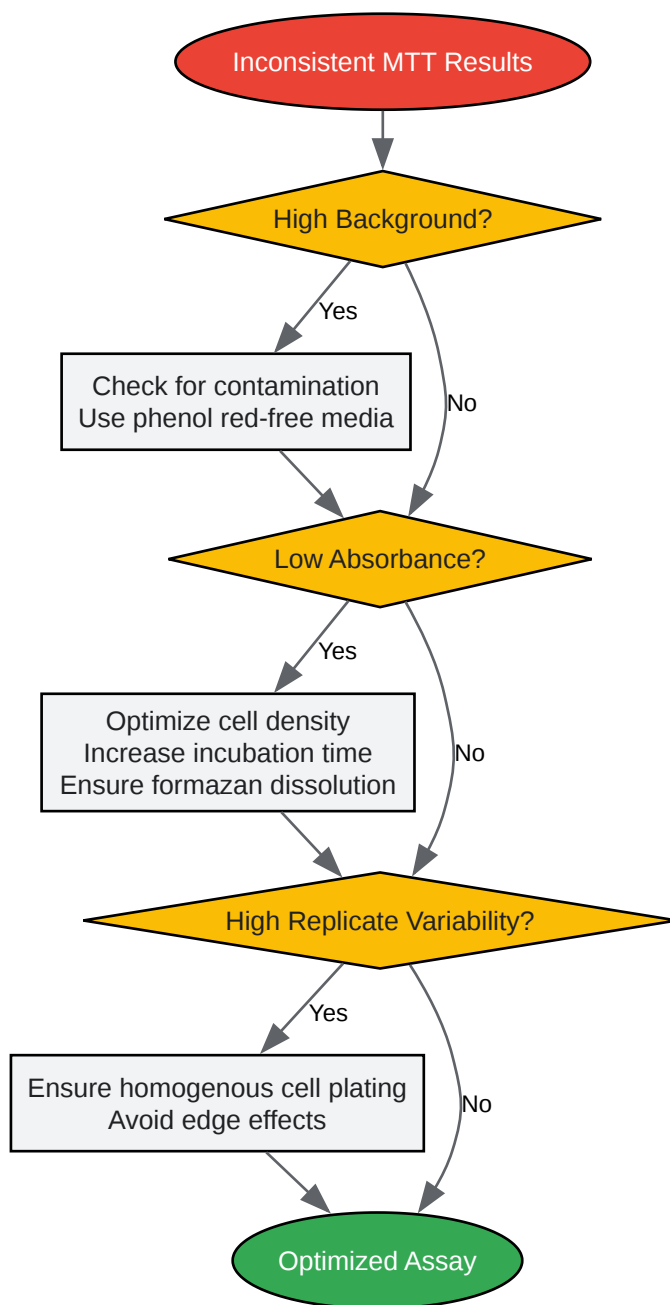 Inconsistent MTT Results
High Background?
Yes
Check for contamination
Use phenol red-free media
No
Low Absorbance?
Yes
Optimize cell density
Increase incubation time
Ensure formazan dissolution
No
High Replicate Variability?
Yes
Ensure homogenous cell plating
Avoid edge effects
No
Optimized Assay